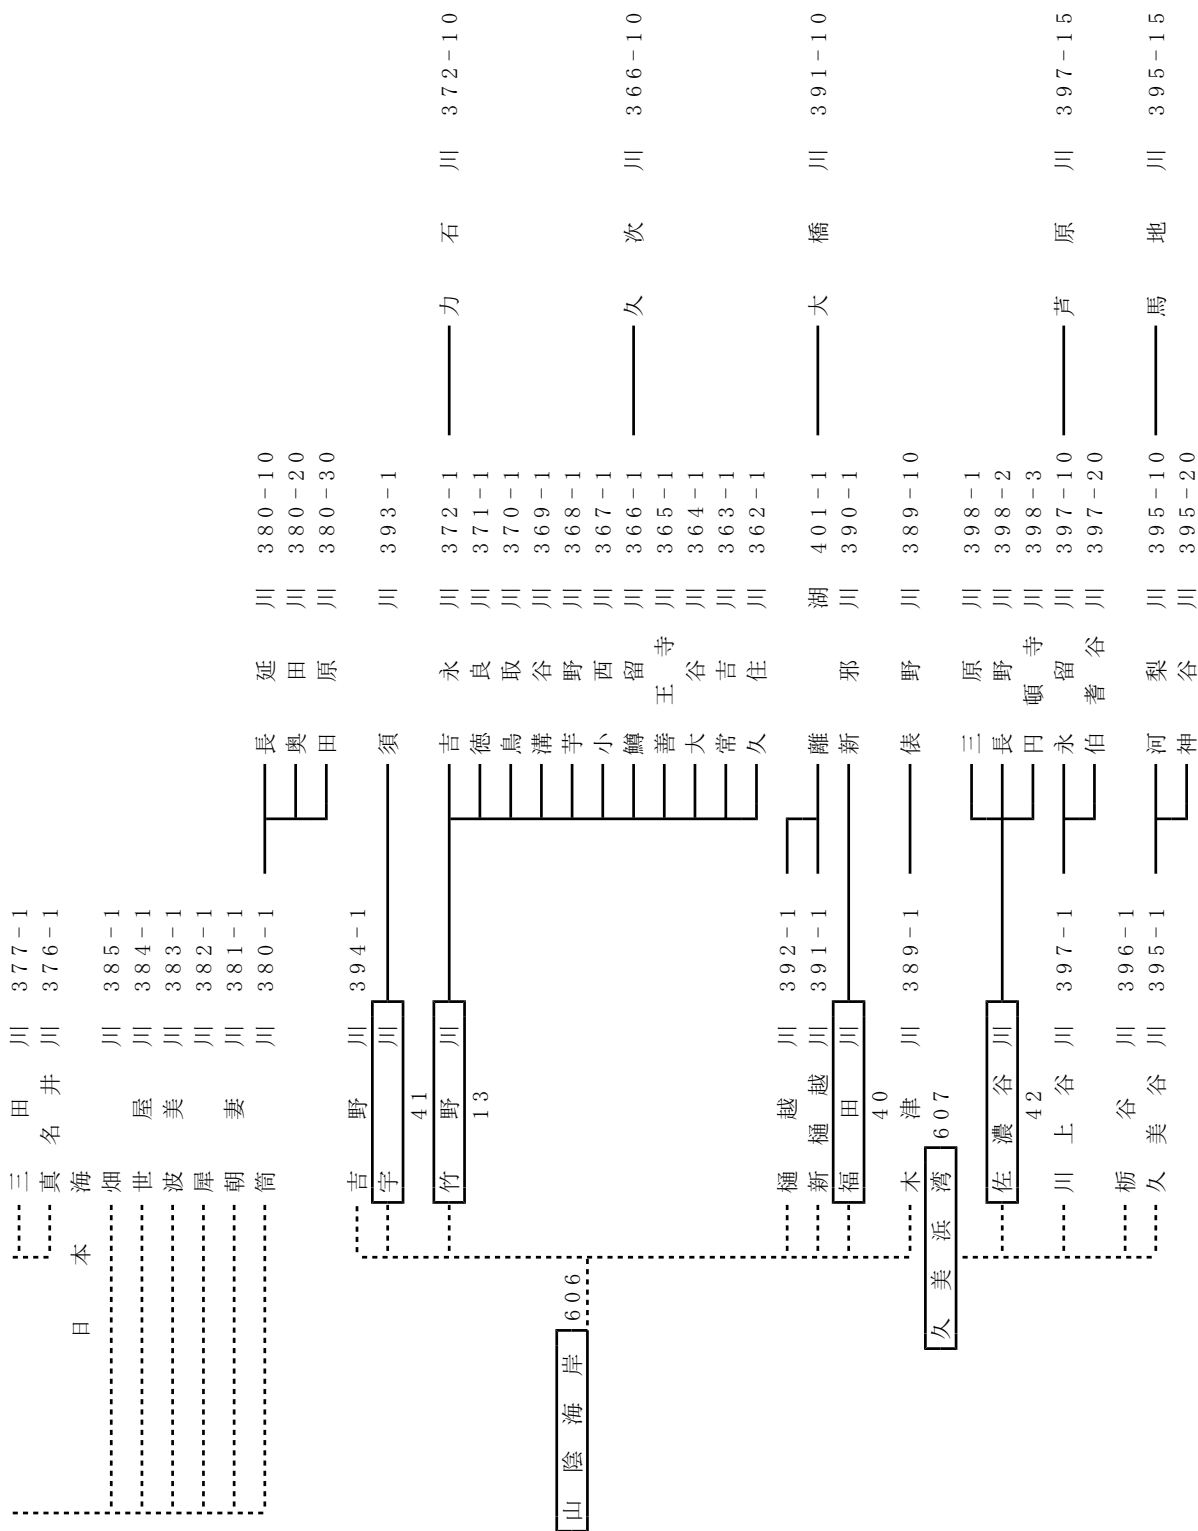 三田川 377-1
真名井川 376-1
日本海
畑川 385-1
世屋川 384-1
波美川 383-1
犀川 382-1
朝妻川 381-1
筒川 380-1
長延川 380-10
奥田川 380-20
田原川 380-30
吉野川 394-1
宇川
41
須川 393-1
竹野川
13
吉永川 372-1
力石川 372-10
徳良川 371-1
鳥取川 370-1
溝谷川 369-1
芋野川 368-1
小西川 367-1
鱒留川 366-1
久次川 366-10
善王寺川 365-1
大谷川 364-1
常吉川 363-1
久住川 362-1
山陰海岸 606
樋越川 392-1
新樋越川 391-1
離湖 401-1
大橋川 391-10
福田川
40
新邪川 390-1
木津川 389-1
俵野川 389-10
久美浜湾 607
佐濃谷川
42
三原川 398-1
長野川 398-2
円頓寺川 398-3
川上谷川 397-1
永留川 397-10
芦原川 397-15
伯耆谷川 397-20
栃谷川 396-1
久美谷川 395-1
河梨川 395-10
馬地川 395-15
神谷川 395-20